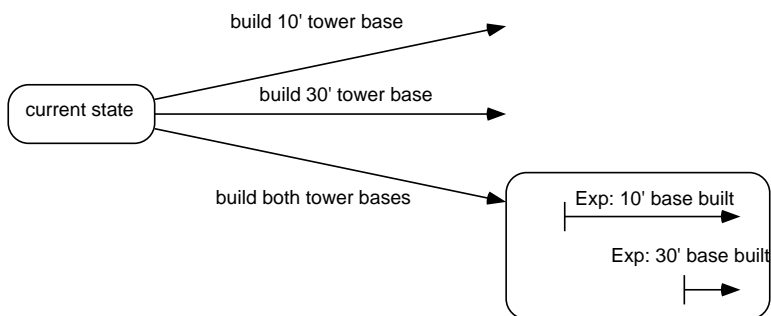 build 10' tower base
current state
build 30' tower base
build both tower bases
Exp: 10' base built
Exp: 30' base built